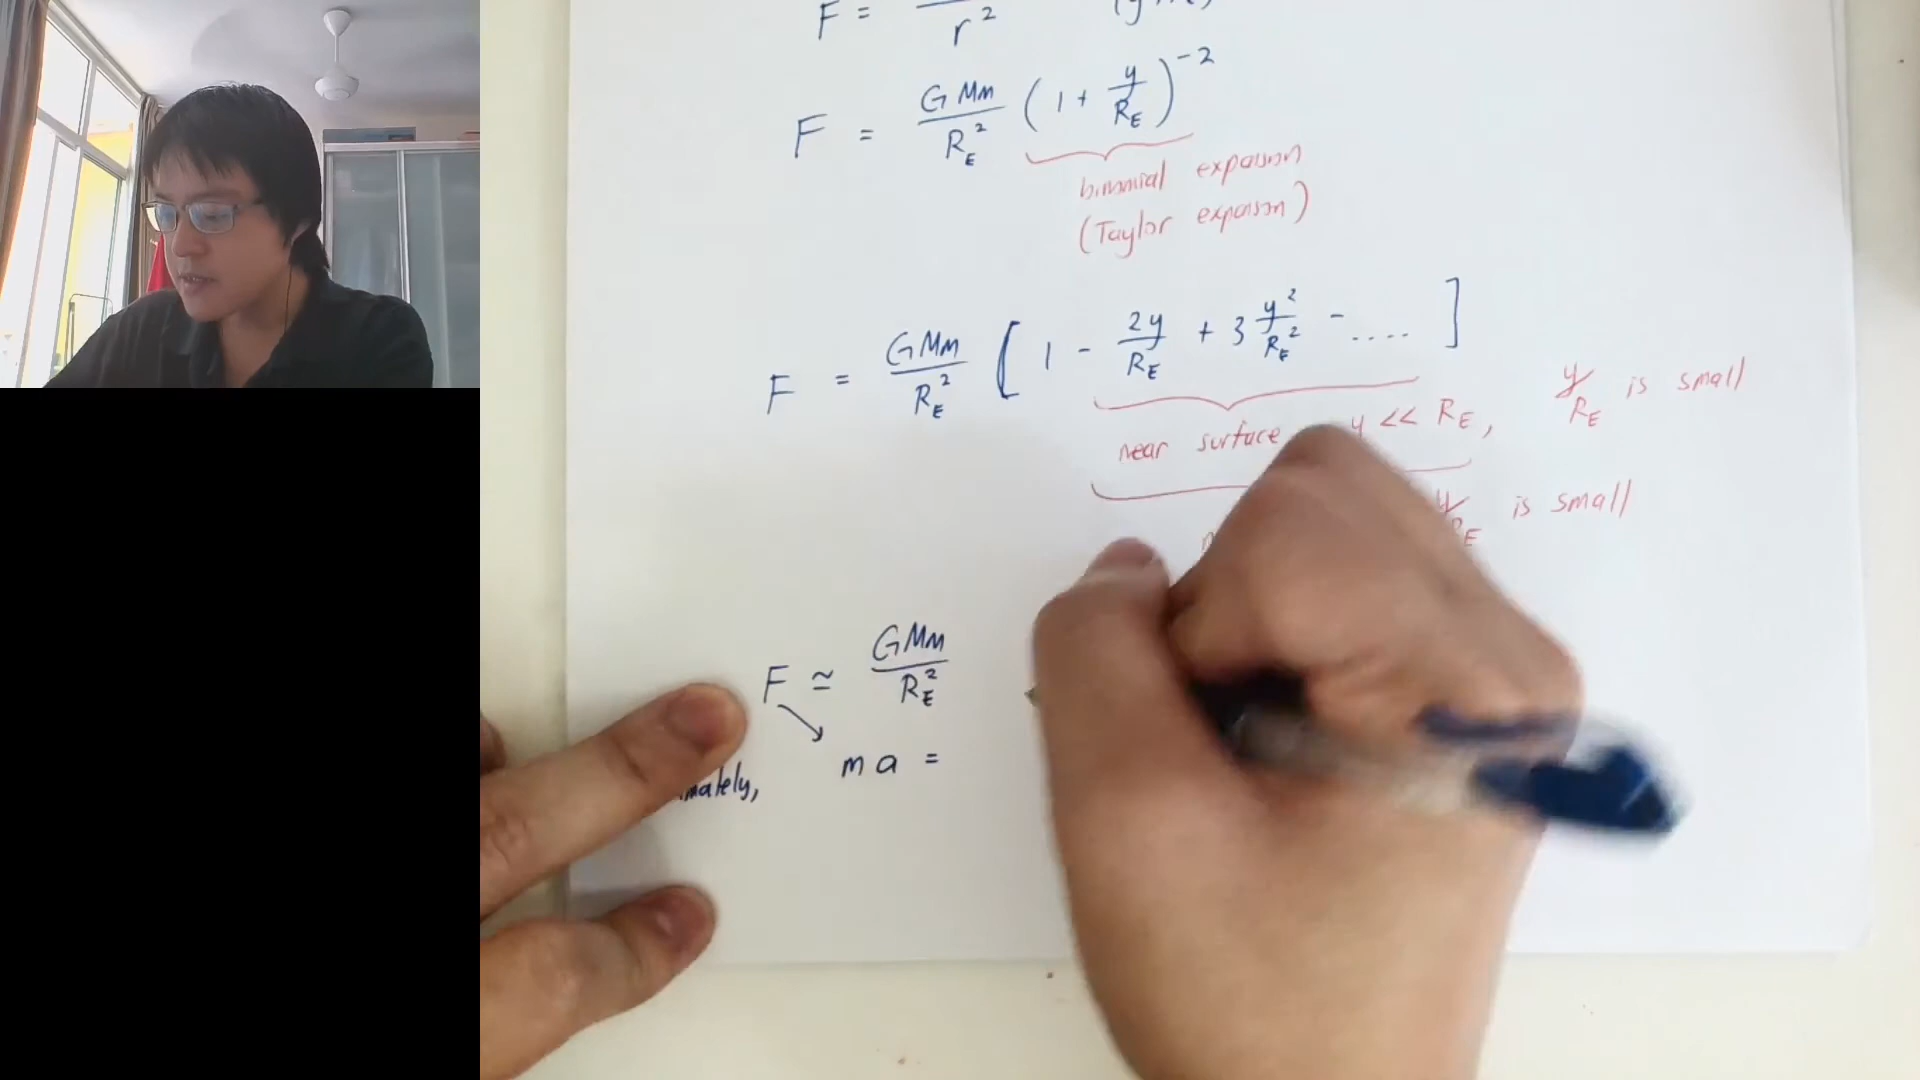 F = r²
F = GMm/R_E² (1 + y/R_E)⁻²
binomial expansion
(Taylor expansion)
F = GMm/R_E² [ 1 - 2y/R_E + 3 y²/R_E² - .... ]
near surface y << R_E, y/R_E is small
y/R_E is small
F ≃ GMm/R_E²
ma =
mately,